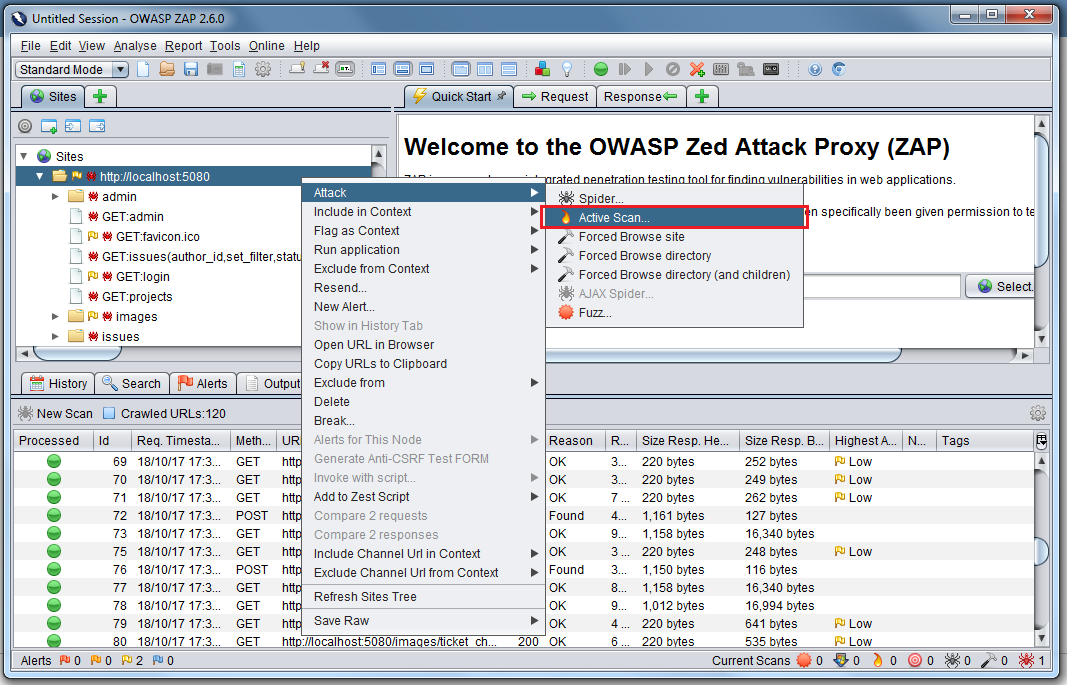 Untitled Session - OWASP ZAP 2.6.0
File Edit View Analyse Report Tools Online Help
Standard Mode
Sites
Quick Start Request Response
Sites
http://localhost:5080
admin
GET:admin
GET:favicon.ico
GET:issues(author_id,set_filter,statu
GET:login
GET:projects
images
issues
Welcome to the OWASP Zed Attack Proxy (ZAP)
integrated penetration testing tool for finding vulnerabilities in web applications.
en specifically been given permission to te
Select.
Attack
Include in Context
Flag as Context
Run application
Exclude from Context
Resend...
New Alert...
Show in History Tab
Open URL in Browser
Copy URLs to Clipboard
Exclude from
Delete
Break...
Alerts for This Node
Generate Anti-CSRF Test FORM
Invoke with script...
Add to Zest Script
Compare 2 requests
Compare 2 responses
Include Channel Url in Context
Exclude Channel Url from Context
Refresh Sites Tree
Save Raw
Spider...
Active Scan...
Forced Browse site
Forced Browse directory
Forced Browse directory (and children)
AJAX Spider...
Fuzz...
History Search Alerts Output
New Scan Crawled URLs:120
Processed Id Req. Timesta... Meth... UR Reason R... Size Resp. He... Size Resp. B... Highest A... N... Tags
69 18/10/17 17:3... GET http OK 3... 220 bytes 252 bytes Low
70 18/10/17 17:3... GET http OK 3... 220 bytes 249 bytes Low
71 18/10/17 17:3... GET http OK 7 ... 220 bytes 262 bytes Low
72 18/10/17 17:3... POST http Found 4... 1,161 bytes 127 bytes
73 18/10/17 17:3... GET http OK 9... 1,158 bytes 16,340 bytes
75 18/10/17 17:3... GET http OK 3 ... 220 bytes 248 bytes Low
76 18/10/17 17:3... POST http Found 3... 1,150 bytes 116 bytes
77 18/10/17 17:3... GET http OK 8... 1,158 bytes 16,340 bytes
78 18/10/17 17:3... GET http OK 9... 1,012 bytes 16,994 bytes
79 18/10/17 17:3... GET http OK 4 ... 220 bytes 641 bytes Low
80 18/10/17 17:3... GET http://localhost:5080/images/ticket_ch... 200 OK 6 ... 220 bytes 535 bytes Low
Alerts 0 0 2 0 Current Scans 0 0 0 0 0 0 1